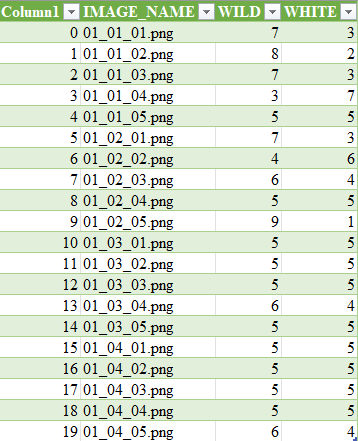 Column1 IMAGE_NAME WILD WHITE
0 01_01_01.png 7 3
1 01_01_02.png 8 2
2 01_01_03.png 7 3
3 01_01_04.png 3 7
4 01_01_05.png 5 5
5 01_02_01.png 7 3
6 01_02_02.png 4 6
7 01_02_03.png 6 4
8 01_02_04.png 5 5
9 01_02_05.png 9 1
10 01_03_01.png 5 5
11 01_03_02.png 5 5
12 01_03_03.png 5 5
13 01_03_04.png 6 4
14 01_03_05.png 5 5
15 01_04_01.png 5 5
16 01_04_02.png 5 5
17 01_04_03.png 5 5
18 01_04_04.png 5 5
19 01_04_05.png 6 4